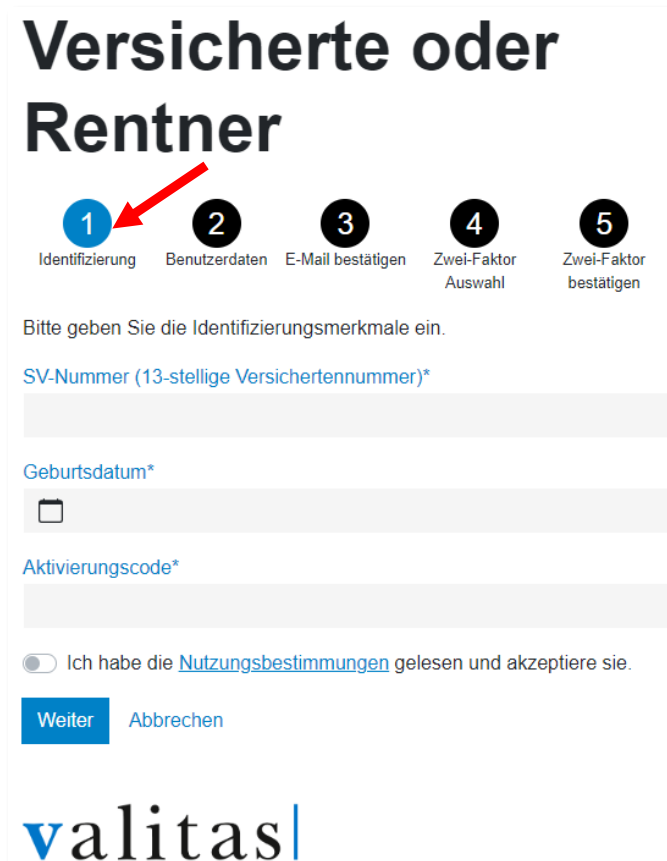 Versicherte oder
Rentner
1 2 3 4 5
Identifizierung Benutzerdaten E-Mail bestätigen Zwei-Faktor Zwei-Faktor
Auswahl bestätigen
Bitte geben Sie die Identifizierungsmerkmale ein.
SV-Nummer (13-stellige Versichertennummer)*
Geburtsdatum*
Aktivierungscode*
Ich habe die Nutzungsbestimmungen gelesen und akzeptiere sie.
Weiter Abbrechen
valitas